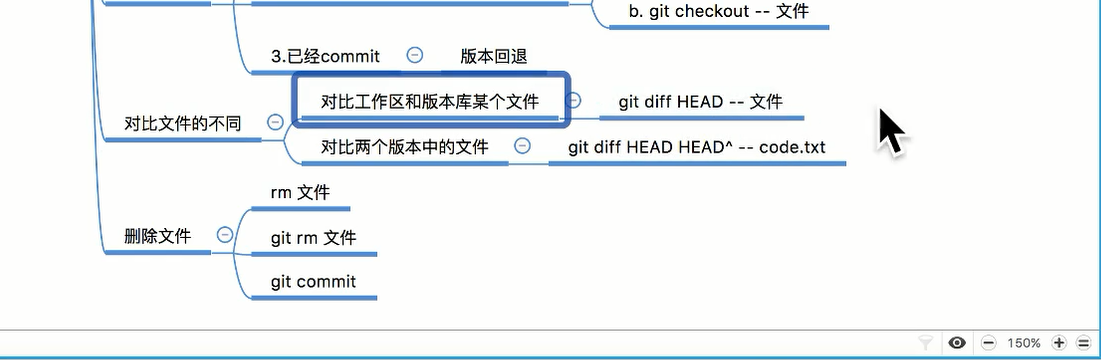 b. git checkout -- 文件
3.已经commit
版本回退
对比工作区和版本库某个文件
git diff HEAD -- 文件
对比文件的不同
对比两个版本中的文件
git diff HEAD HEAD^ -- code.txt
rm 文件
删除文件
git rm 文件
git commit
150%